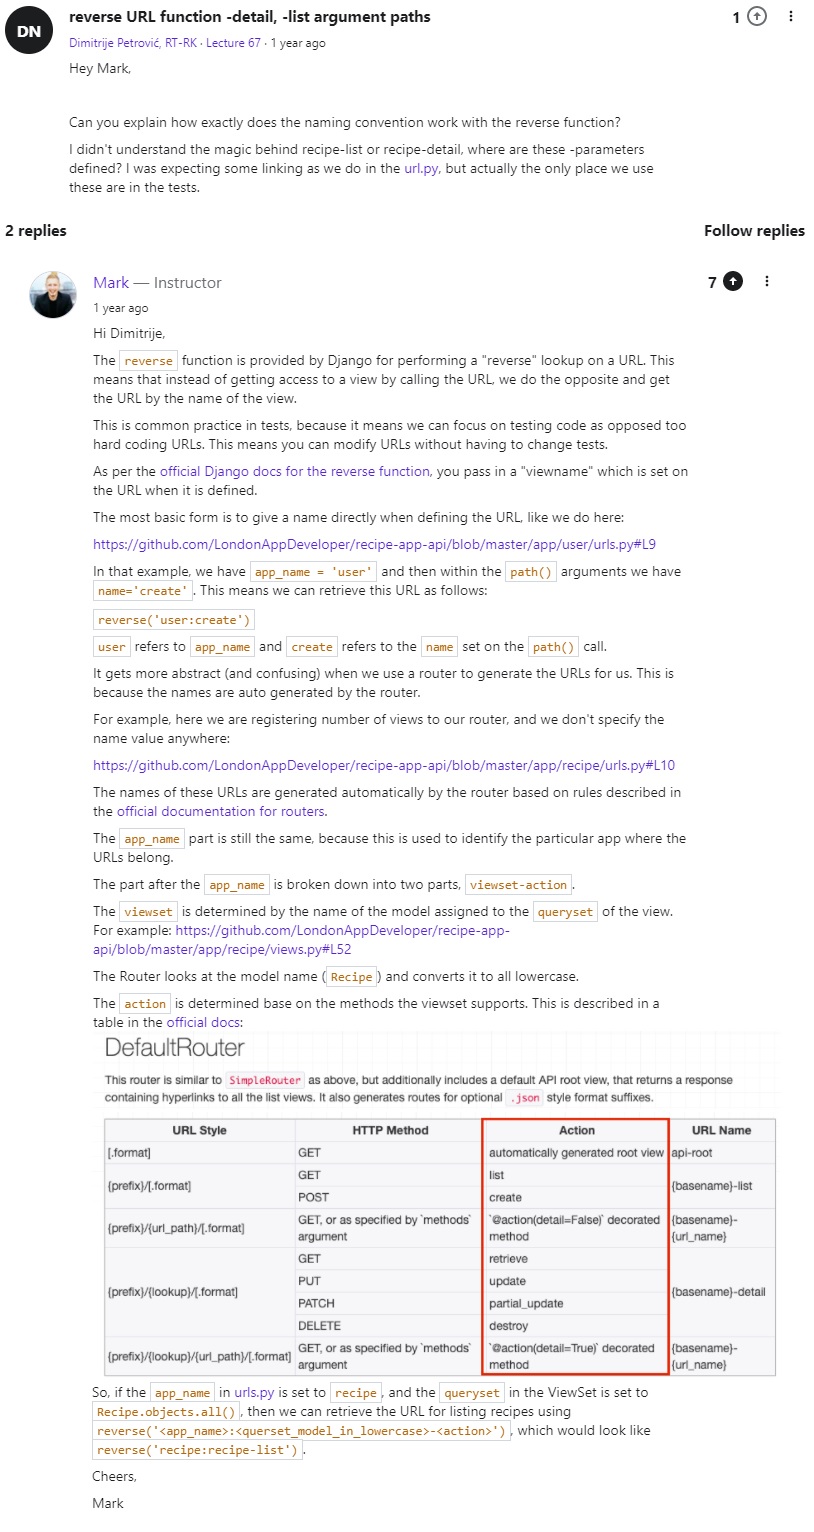 DN
reverse URL function -detail, -list argument paths
1
Dimitrije Petrović, RT-RK · Lecture 67 · 1 year ago
Hey Mark,
Can you explain how exactly does the naming convention work with the reverse function?
I didn't understand the magic behind recipe-list or recipe-detail, where are these -parameters
defined? I was expecting some linking as we do in the url.py, but actually the only place we use
these are in the tests.
2 replies
Follow replies
Mark — Instructor
7
1 year ago
Hi Dimitrije,
The reverse function is provided by Django for performing a "reverse" lookup on a URL. This
means that instead of getting access to a view by calling the URL, we do the opposite and get
the URL by the name of the view.
This is common practice in tests, because it means we can focus on testing code as opposed too
hard coding URLs. This means you can modify URLs without having to change tests.
As per the official Django docs for the reverse function, you pass in a "viewname" which is set on
the URL when it is defined.
The most basic form is to give a name directly when defining the URL, like we do here:
https://github.com/LondonAppDeveloper/recipe-app-api/blob/master/app/user/urls.py#L9
In that example, we have app_name = 'user' and then within the path() arguments we have
name='create' . This means we can retrieve this URL as follows:
reverse('user:create')
user refers to app_name and create refers to the name set on the path() call.
It gets more abstract (and confusing) when we use a router to generate the URLs for us. This is
because the names are auto generated by the router.
For example, here we are registering number of views to our router, and we don't specify the
name value anywhere:
https://github.com/LondonAppDeveloper/recipe-app-api/blob/master/app/recipe/urls.py#L10
The names of these URLs are generated automatically by the router based on rules described in
the official documentation for routers.
The app_name part is still the same, because this is used to identify the particular app where the
URLs belong.
The part after the app_name is broken down into two parts, viewset-action .
The viewset is determined by the name of the model assigned to the queryset of the view.
For example: https://github.com/LondonAppDeveloper/recipe-app-
api/blob/master/app/recipe/views.py#L52
The Router looks at the model name ( Recipe ) and converts it to all lowercase.
The action is determined base on the methods the viewset supports. This is described in a
table in the official docs:
DefaultRouter
This router is similar to SimpleRouter as above, but additionally includes a default API root view, that returns a response
containing hyperlinks to all the list views. It also generates routes for optional .json style format suffixes.
URL Style HTTP Method Action URL Name
[.format] GET automatically generated root view api-root
{prefix}/[.format] GET list {basename}-list
POST create
{prefix}/{url_path}/[.format] GET, or as specified by `methods` argument `@action(detail=False)` decorated method {basename}-{url_name}
{prefix}/{lookup}/[.format] GET retrieve {basename}-detail
PUT update
PATCH partial_update
DELETE destroy
{prefix}/{lookup}/{url_path}/[.format] GET, or as specified by `methods` argument `@action(detail=True)` decorated method {basename}-{url_name}
So, if the app_name in urls.py is set to recipe , and the queryset in the ViewSet is set to
Recipe.objects.all() , then we can retrieve the URL for listing recipes using
reverse('<app_name>:<querset_model_in_lowercase>-<action>') , which would look like
reverse('recipe:recipe-list') .
Cheers,
Mark